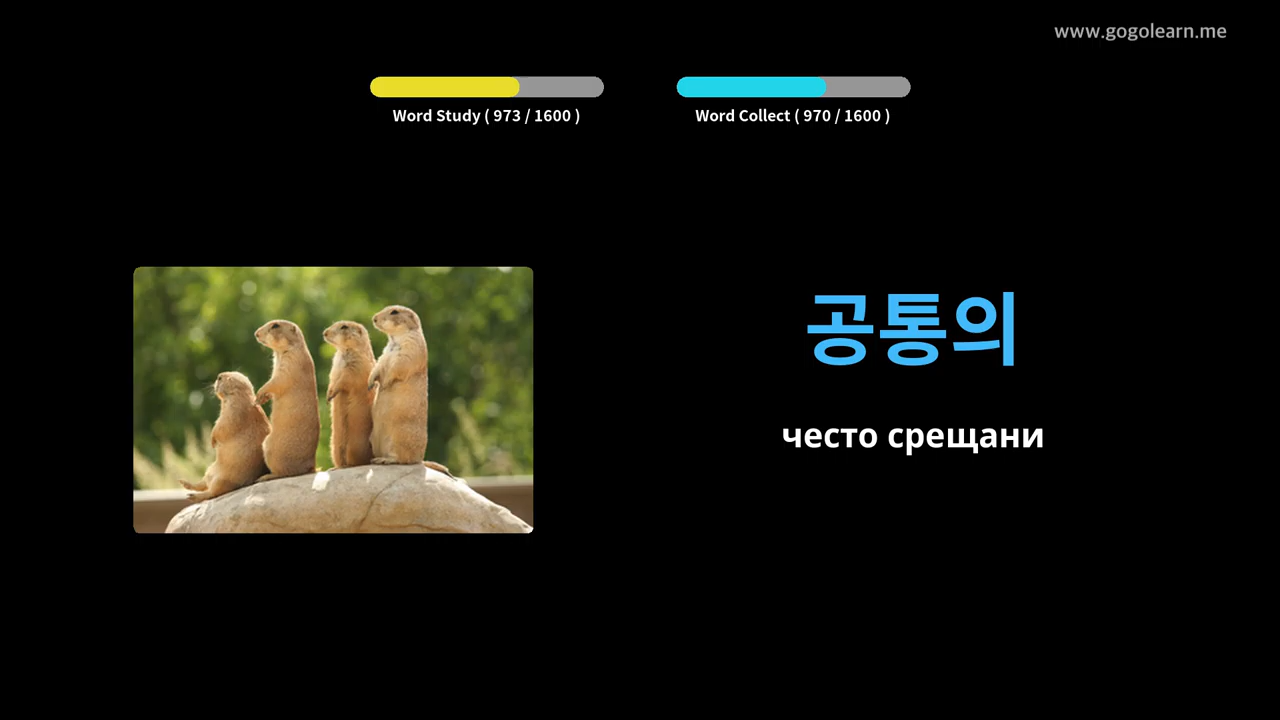 www.gogolearn.me
Word Study ( 973 / 1600 )
Word Collect ( 970 / 1600 )
공통의
често срещани